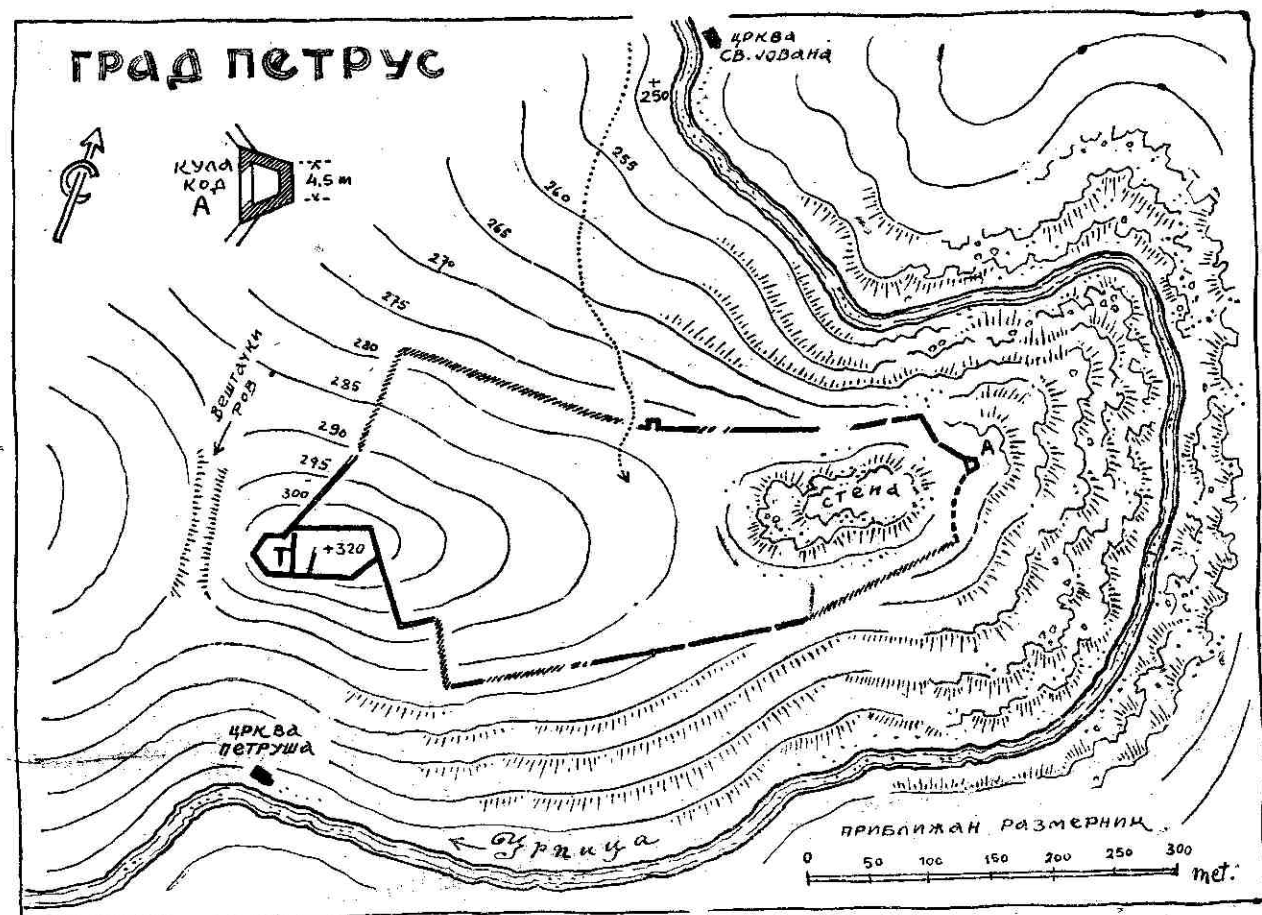 ГРАД ПЕТРУС
ЦРКВА
СВ. ЈОВАНА
+
250
КУЛА
КОД
А
4.5 m
255
260
265
270
275
280
285
290
295
300
ВЕШТАЧКИ
РОВ
Т
+320
СТЕНА
А
ЦРКВА
ПЕТРУША
← Црница
ПРИБЛИЖАН РАЗМЕРНИК
0 50 100 150 200 250 300
met: